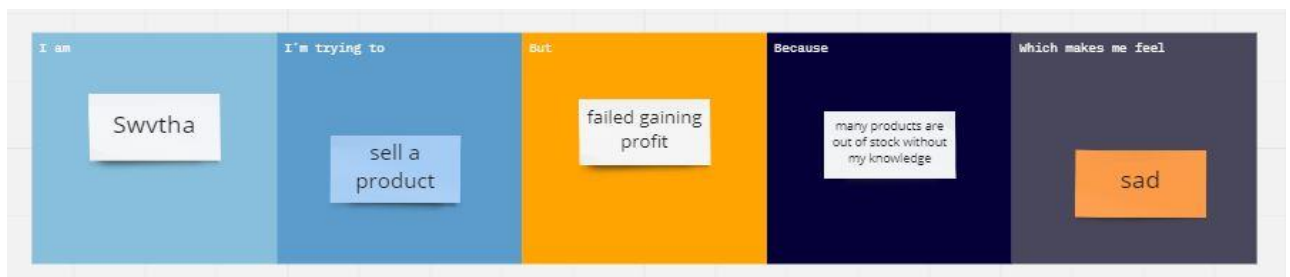 I am
Swvtha
I'm trying to
sell a
product
But
failed gaining
profit
Because
many products are
out of stock without
my knowledge
Which makes me feel
sad